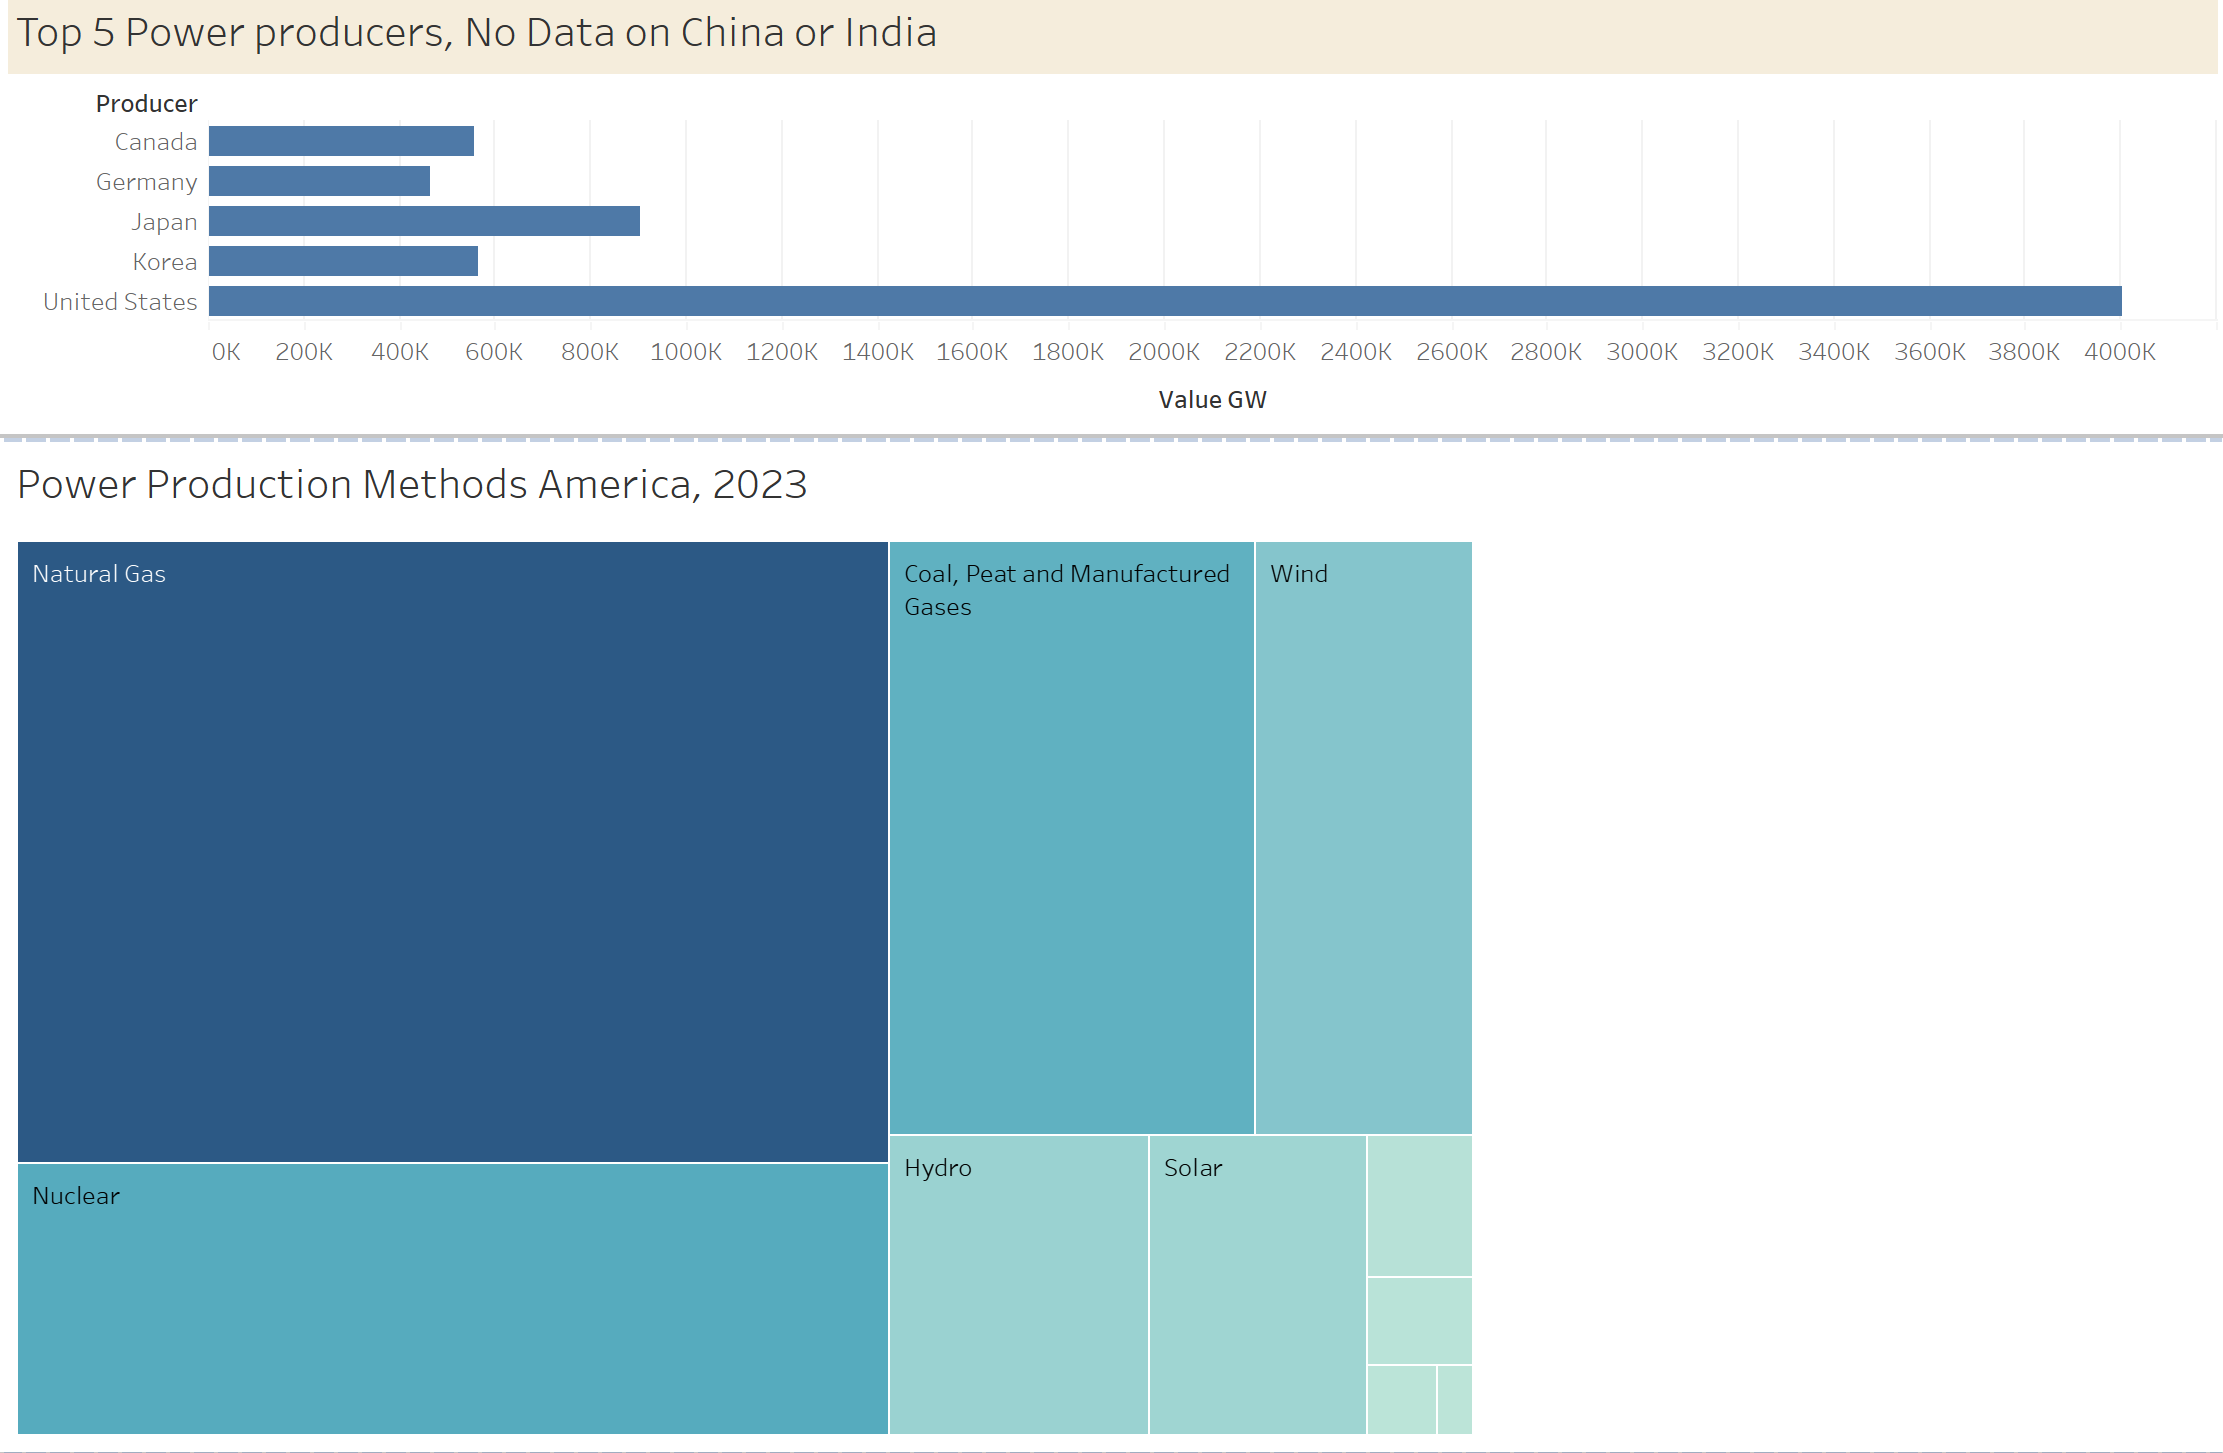 Top 5 Power producers, No Data on China or India
Producer
Canada
Germany
Japan
Korea
United States
0K 200K 400K 600K 800K 1000K 1200K 1400K 1600K 1800K 2000K 2200K 2400K 2600K 2800K 3000K 3200K 3400K 3600K 3800K 4000K
Value GW
Power Production Methods America, 2023
Natural Gas
Coal, Peat and Manufactured
Gases
Wind
Hydro
Solar
Nuclear